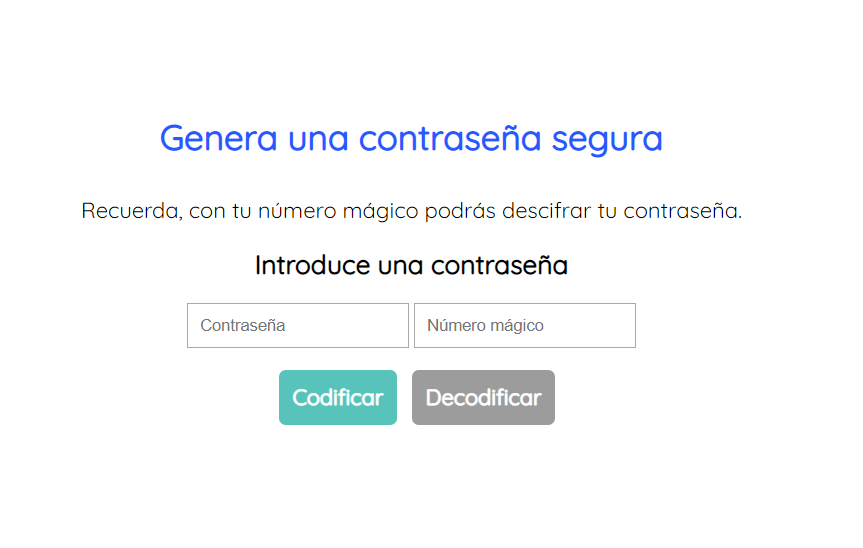 Genera una contraseña segura
Recuerda, con tu número mágico podrás descifrar tu contraseña.
Introduce una contraseña
Contraseña Número mágico
Codificar Decodificar